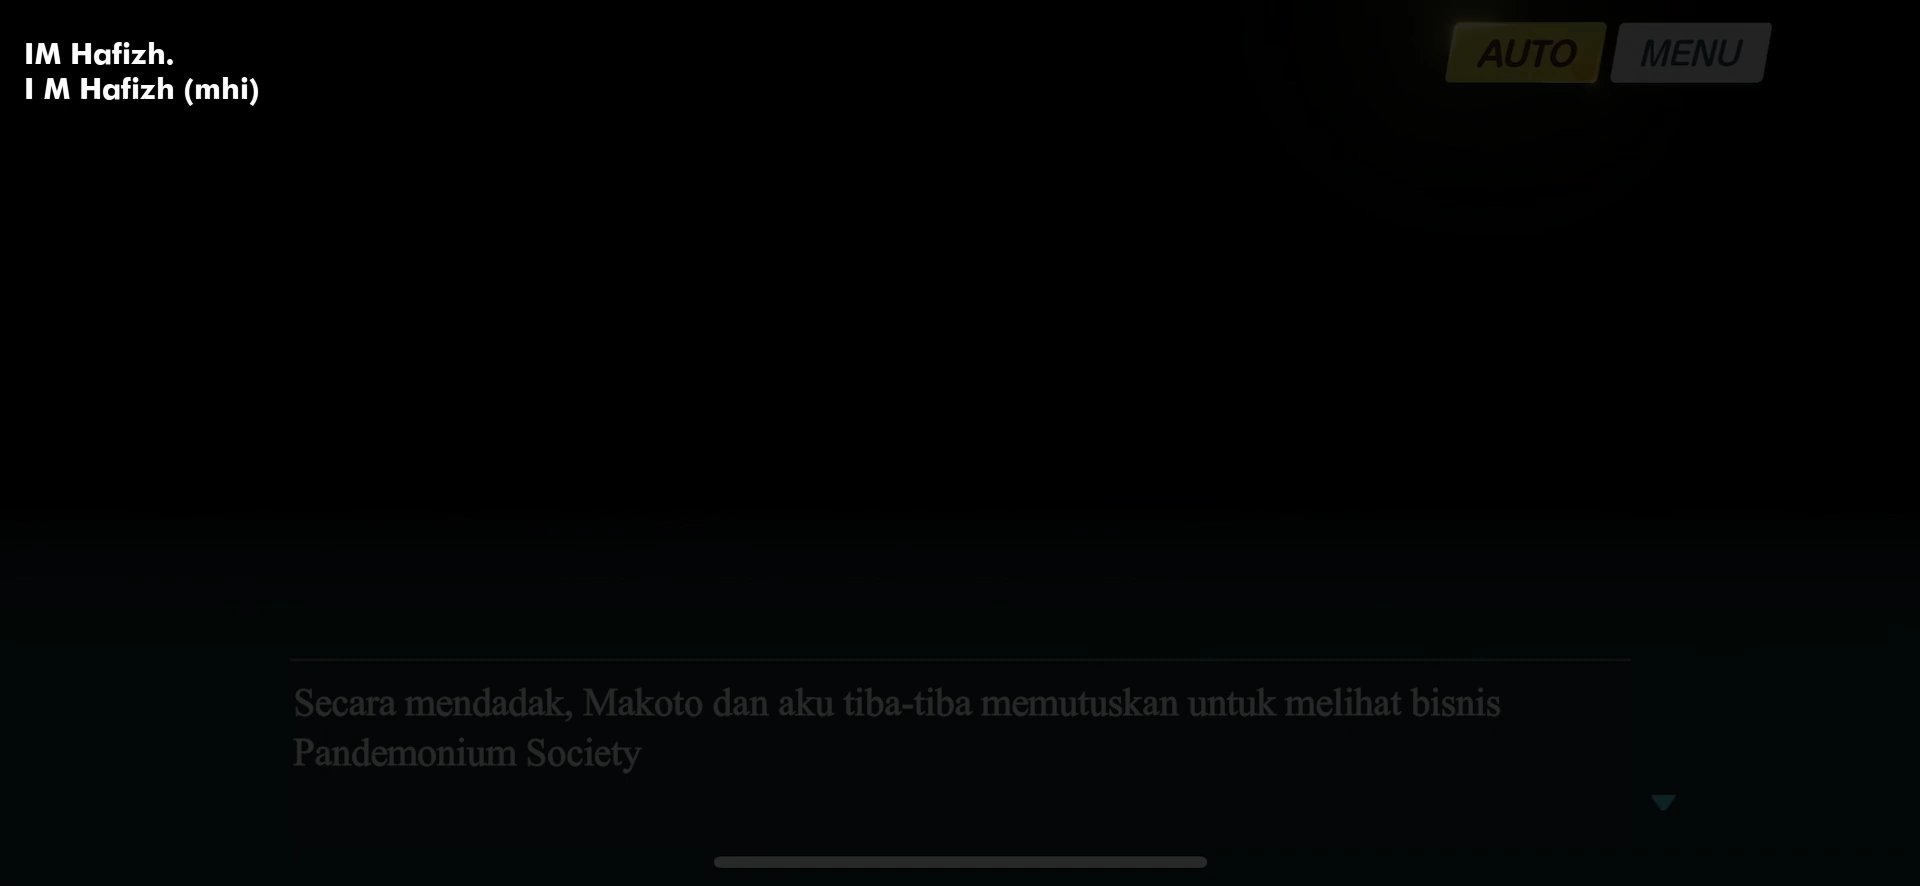 IM Hafizh.
I M Hafizh (mhi)
AUTO MENU
Secara mendadak, Makoto dan aku tiba-tiba memutuskan untuk melihat bisnis
Pandemonium Society